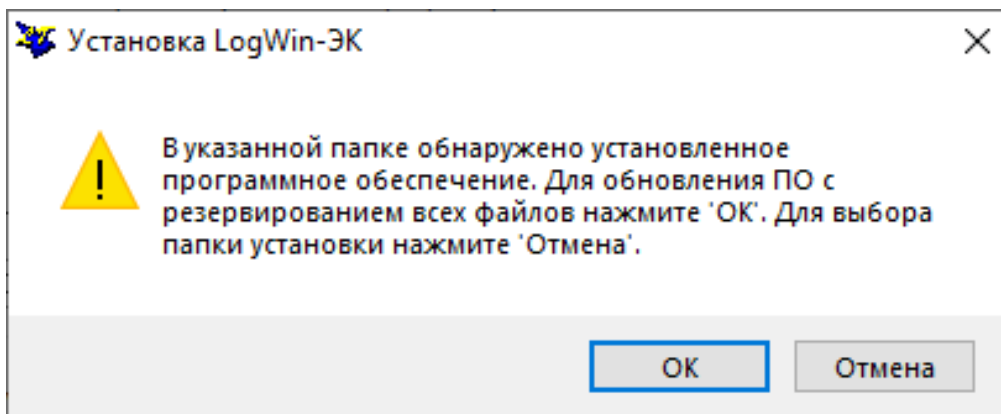 Установка LogWin-ЭК
В указанной папке обнаружено установленное
программное обеспечение. Для обновления ПО с
резервированием всех файлов нажмите 'ОК'. Для выбора
папки установки нажмите 'Отмена'.
ОК
Отмена